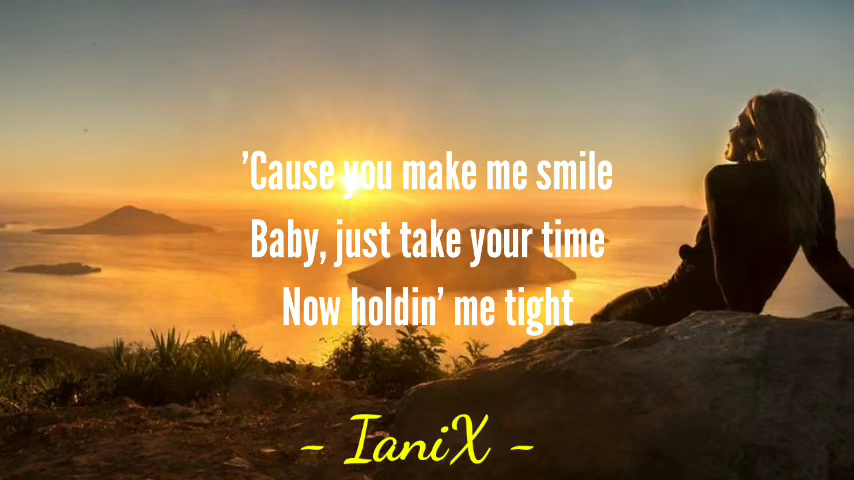 ’Cause you make me smile
Baby, just take your time
Now holdin’ me tight
~ IaniX ~